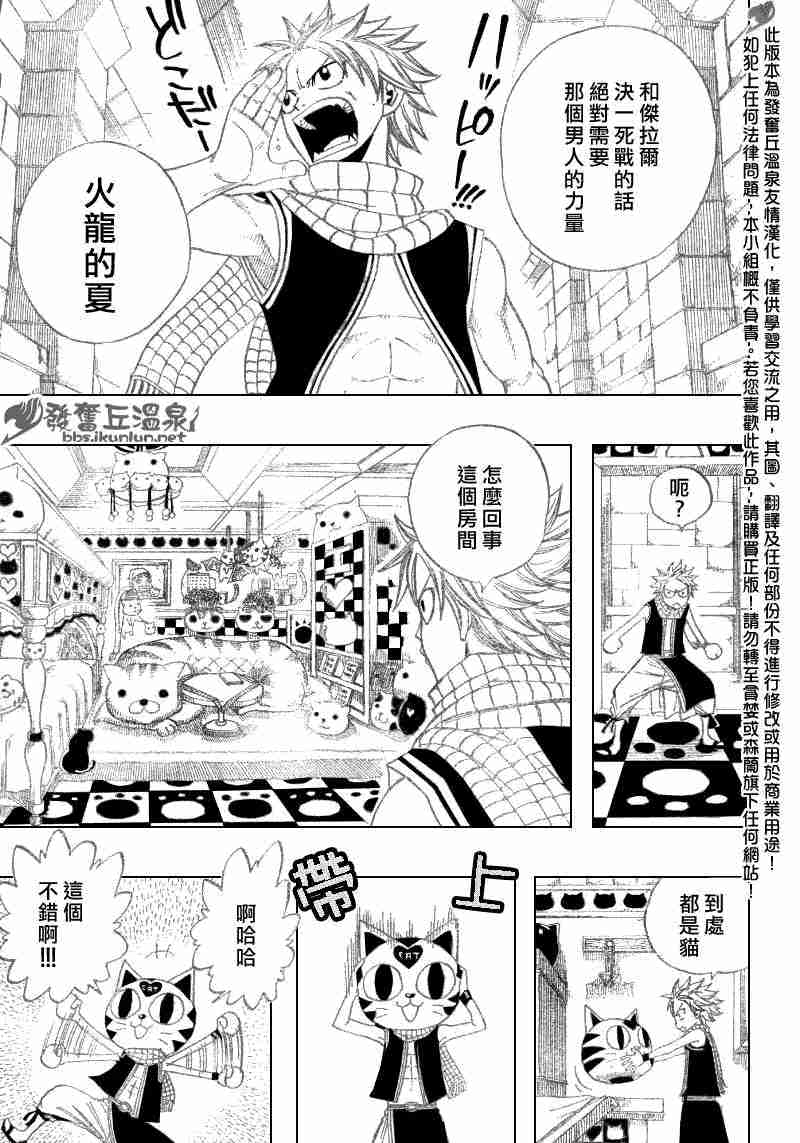 此版本為發奮丘溫泉友情漢化，僅供學習交流之用，其圖、翻譯及任何部份不得進行修改或用於商業用途！
如犯上任何法律問題，本小組概不負責。若您喜歡此作品，請購買正版！請勿轉至貪婪或森蘭旗下任何網站！
和傑拉爾
決一死戰的話
絕對需要
那個男人的力量
どこだーー
火龍的夏
發奮丘溫泉
bbs.ikunlun.net
呃？
怎麼回事
這個房間
到處
都是貓
上
帶
CAT
啊哈哈
這個
不錯啊!!!
CAT